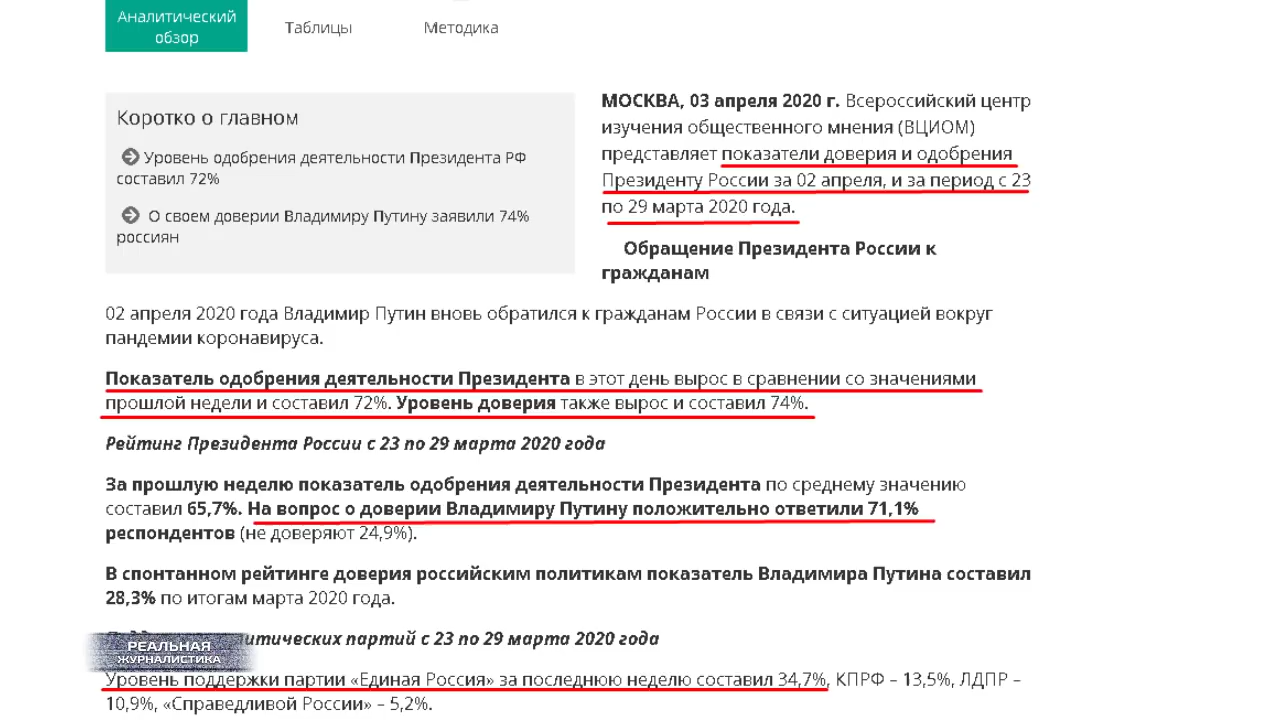 Аналитический
обзор
Таблицы
Методика
Коротко о главном
Уровень одобрения деятельности Президента РФ
составил 72%
О своем доверии Владимиру Путину заявили 74%
россиян
МОСКВА, 03 апреля 2020 г. Всероссийский центр
изучения общественного мнения (ВЦИОМ)
представляет показатели доверия и одобрения
Президенту России за 02 апреля, и за период с 23
по 29 марта 2020 года.
Обращение Президента России к
гражданам
02 апреля 2020 года Владимир Путин вновь обратился к гражданам России в связи с ситуацией вокруг
пандемии коронавируса.
Показатель одобрения деятельности Президента в этот день вырос в сравнении со значениями
прошлой недели и составил 72%. Уровень доверия также вырос и составил 74%.
Рейтинг Президента России с 23 по 29 марта 2020 года
За прошлую неделю показатель одобрения деятельности Президента по среднему значению
составил 65,7%. На вопрос о доверии Владимиру Путину положительно ответили 71,1%
респондентов (не доверяют 24,9%).
В спонтанном рейтинге доверия российским политикам показатель Владимира Путина составил
28,3% по итогам марта 2020 года.
партий с 23 по 29 марта 2020 года
РЕАЛЬНАЯ
ЖУРНАЛИСТИКА
Уровень поддержки партии «Единая Россия» за последнюю неделю составил 34,7%, КПРФ – 13,5%, ЛДПР –
10,9%, «Справедливой России» – 5,2%.